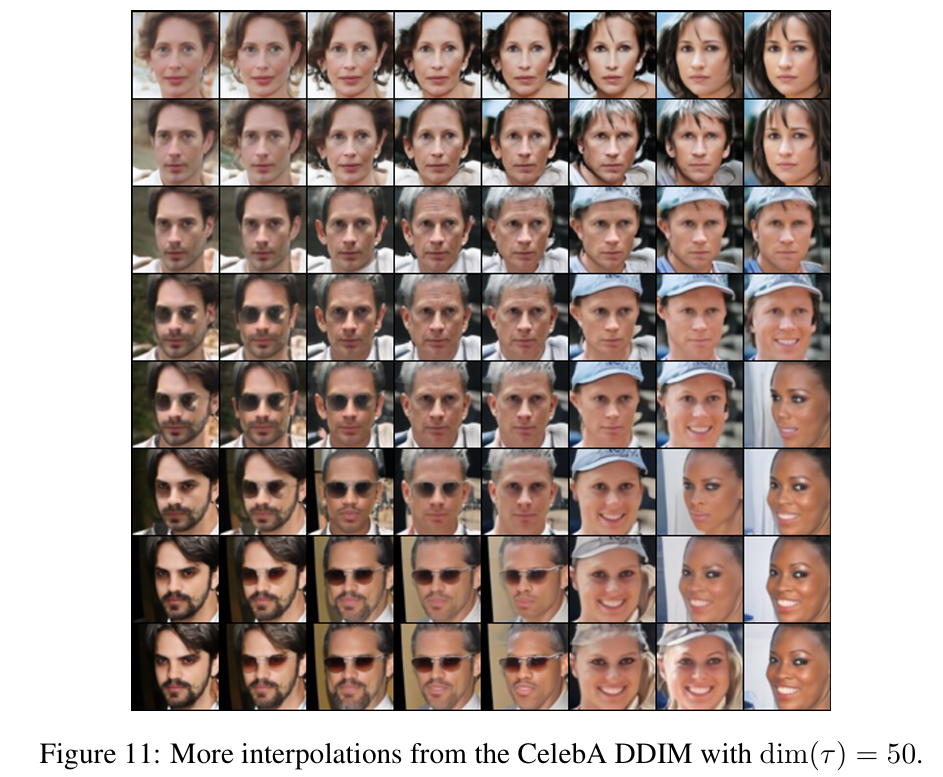 Figure 11: More interpolations from the CelebA DDIM with dim(τ) = 50.